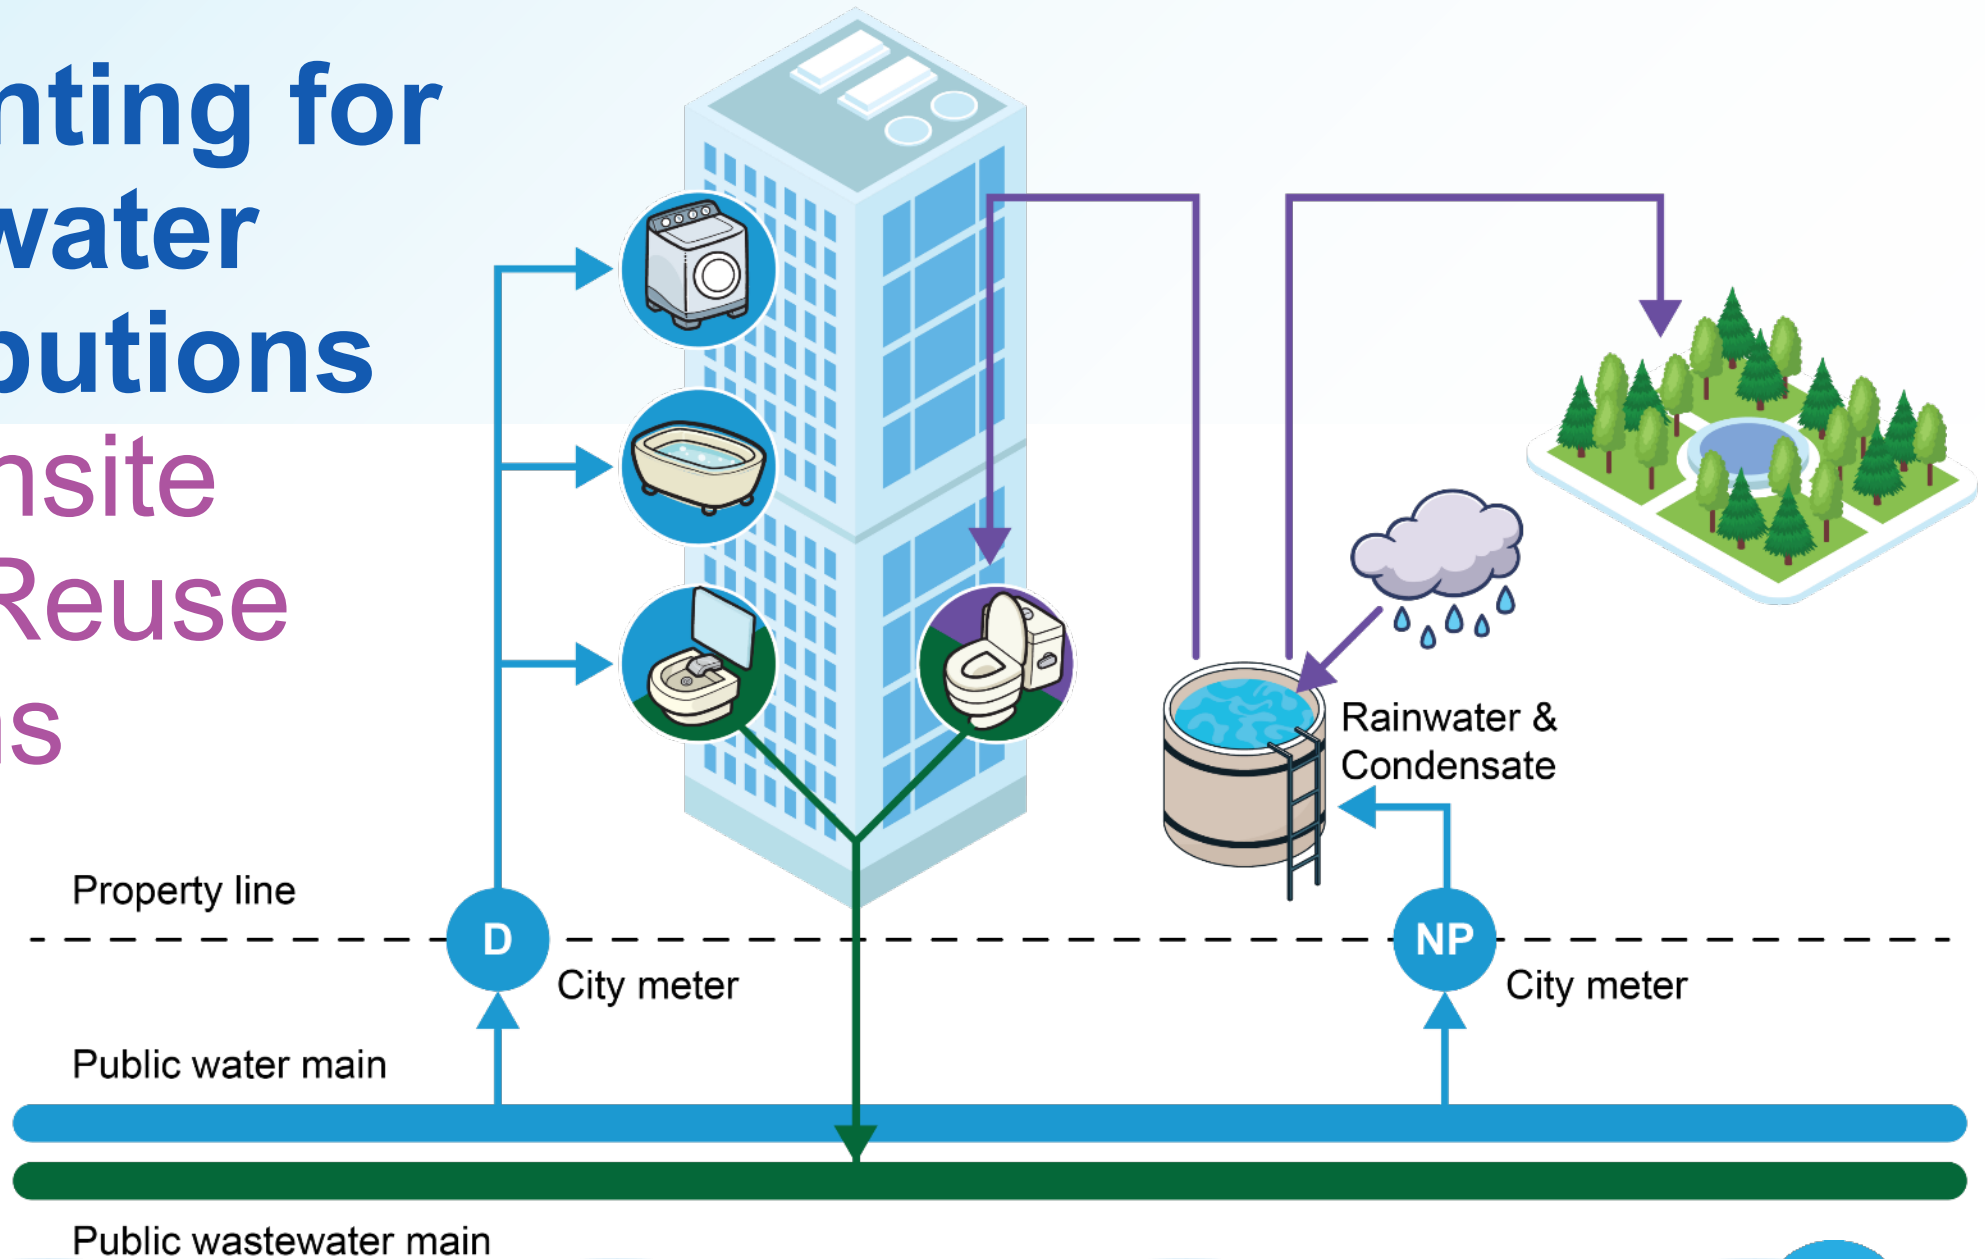 nting for
water
butions
nsite
Reuse
ns
Rainwater &
Condensate
Property line
D
NP
City meter
City meter
Public water main
Public wastewater main